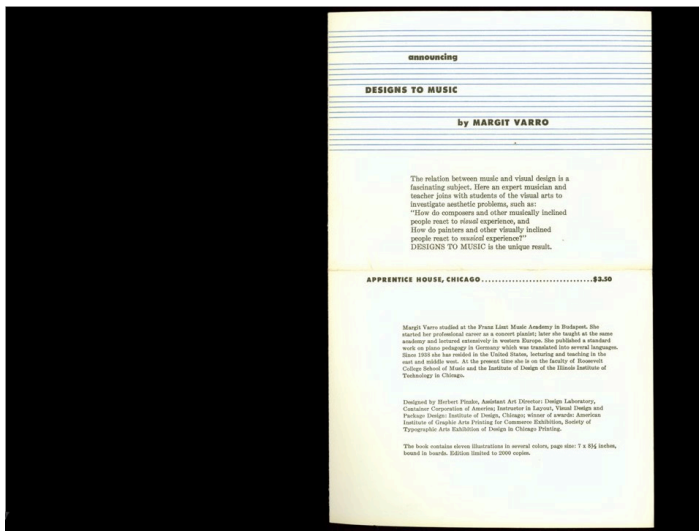 announcing
DESIGNS TO MUSIC
by MARGIT VARRO
The relation between music and visual design is a
fascinating subject. Here an expert musician and
teacher joins with students of the visual arts to
investigate aesthetic problems, such as:
"How do composers and other musically inclined
people react to visual experience, and
How do painters and other visually inclined
people react to musical experience?"
DESIGNS TO MUSIC is the unique result.
APPRENTICE HOUSE, CHICAGO..............................$3.50
Margit Varro studied at the Franz Liszt Music Academy in Budapest. She
started her professional career as a concert pianist; later she taught at the same
academy and lectured extensively in western Europe. She published a standard
work on piano pedagogy in Germany which was translated into several languages.
Since 1938 she has resided in the United States, lecturing and teaching in the
east and middle west. At the present time she is on the faculty of Roosevelt
College School of Music and the Institute of Design of the Illinois Institute of
Technology in Chicago.
Designed by Herbert Pinzke, Assistant Art Director: Design Laboratory,
Container Corporation of America; Instructor in Layout, Visual Design and
Package Design: Institute of Design, Chicago; winner of awards: American
Institute of Graphic Arts Printing for Commerce Exhibition, Society of
Typographic Arts Exhibition of Design in Chicago Printing.
The book contains eleven illustrations in several colors, page size: 7 x 8¾ inches,
bound in boards. Edition limited to 2000 copies.